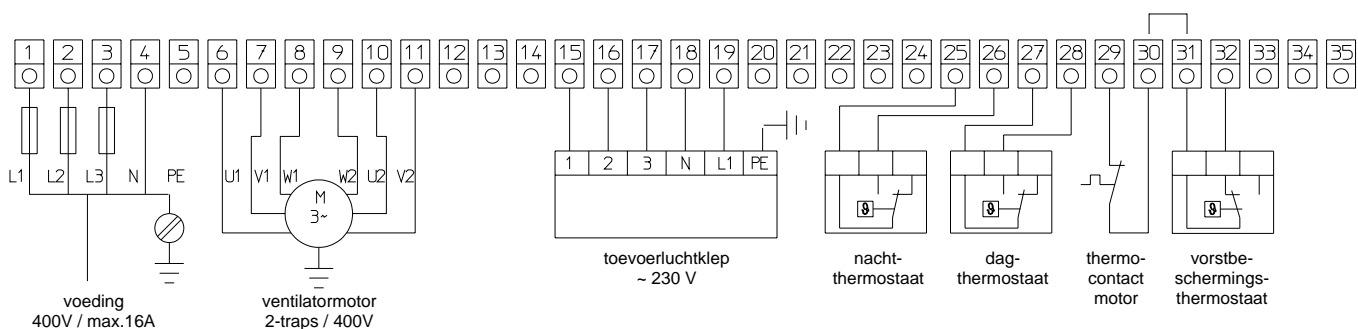 1 2 3 4 5 6 7 8 9 10 11 12 13 14 15 16 17 18 19 20 21 22 23 24 25 26 27 28 29 30 31 32 33 34 35
1 2 3 N L1 PE
L1 L2 L3 N PE
U1 V1 W1 W2 U2 V2
M
3~
ϑ
ϑ
ϑ
voeding
400V / max.16A
ventilatormotor
2-traps / 400V
toevoerluchtklep
~ 230 V
nacht-
thermostaat
dag-
thermostaat
thermo-
contact
motor
vorstbe-
schermings-
thermostaat